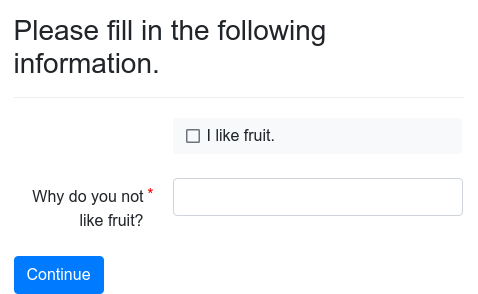 Please fill in the following
information.
I like fruit.
Why do you not *
like fruit?
Continue